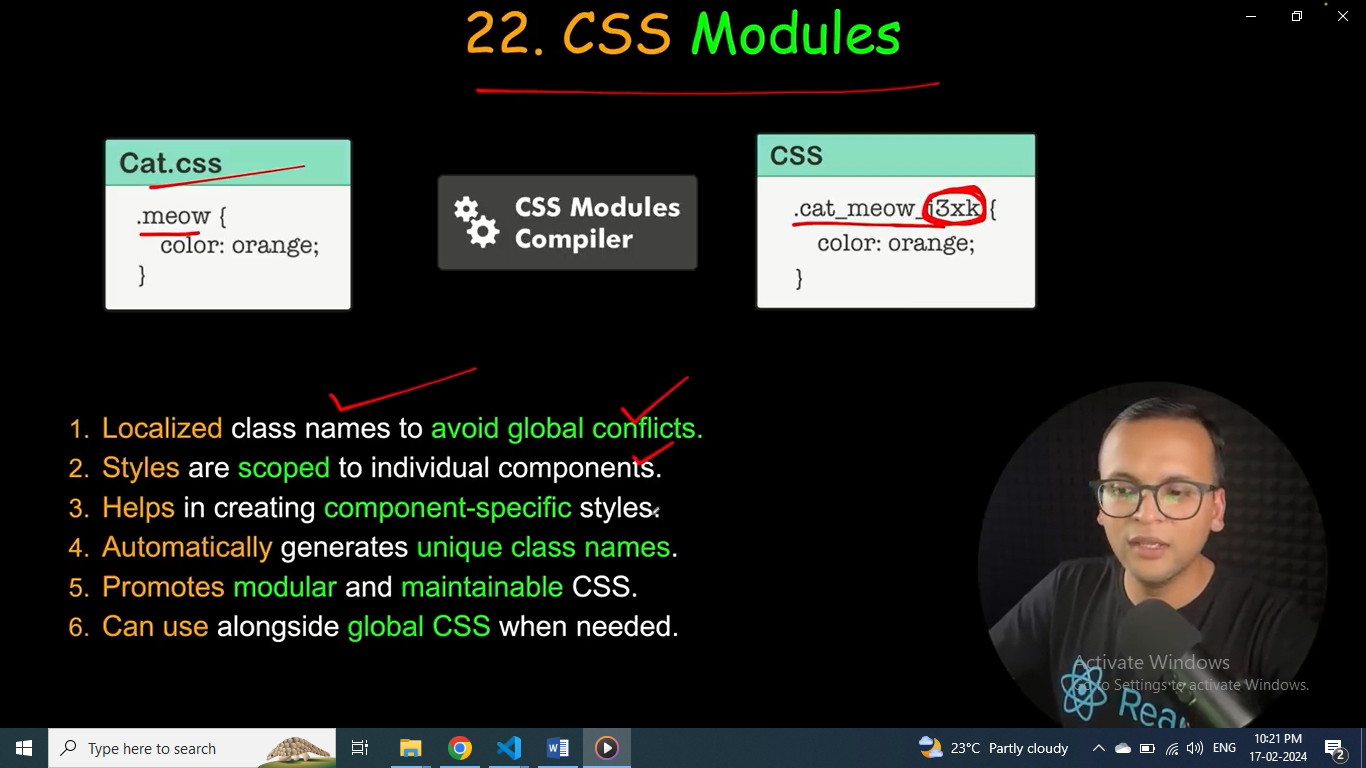 22. CSS Modules
Cat.css
.meow {
color: orange;
}
CSS Modules
Compiler
CSS
.cat_meow_j3xk {
color: orange;
}
1. Localized class names to avoid global conflicts.
2. Styles are scoped to individual components.
3. Helps in creating component-specific styles.
4. Automatically generates unique class names.
5. Promotes modular and maintainable CSS.
6. Can use alongside global CSS when needed.
Activate Windows
Go to Settings to activate Windows.
Type here to search
23°C Partly cloudy
ENG
10:21 PM
17-02-2024
2